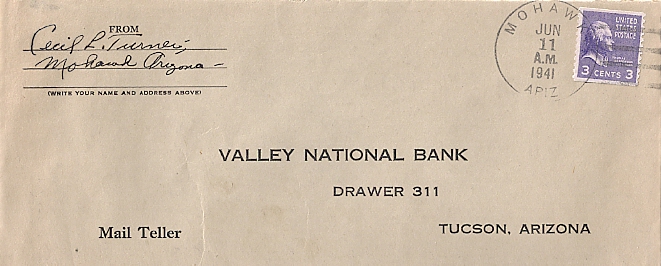 FROM
Cecil L. Turner,
Mohawk Arizona -
(WRITE YOUR NAME AND ADDRESS ABOVE)
MOHAWK
JUN
11
A.M.
1941
ARIZ
UNITED
STATES
POSTAGE
3 CENTS 3
VALLEY NATIONAL BANK
DRAWER 311
Mail Teller
TUCSON, ARIZONA